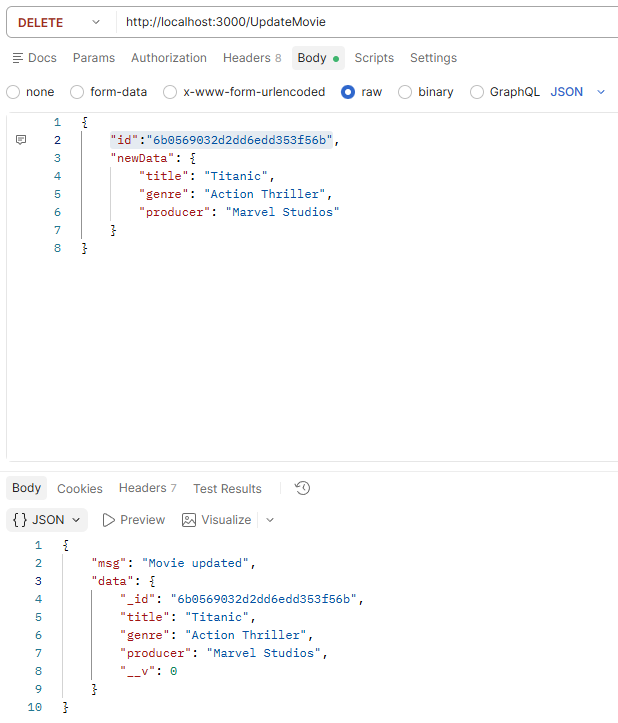 DELETE http://localhost:3000/UpdateMovie
Docs Params Authorization Headers 8 Body Scripts Settings
none form-data x-www-form-urlencoded raw binary GraphQL JSON
1 {
2 "id":"6b0569032d2dd6edd353f56b",
3 "newData": {
4 "title": "Titanic",
5 "genre": "Action Thriller",
6 "producer": "Marvel Studios"
7 }
8 }
Body Cookies Headers 7 Test Results
{} JSON Preview Visualize
1 {
2 "msg": "Movie updated",
3 "data": {
4 "_id": "6b0569032d2dd6edd353f56b",
5 "title": "Titanic",
6 "genre": "Action Thriller",
7 "producer": "Marvel Studios",
8 "__v": 0
9 }
10 }